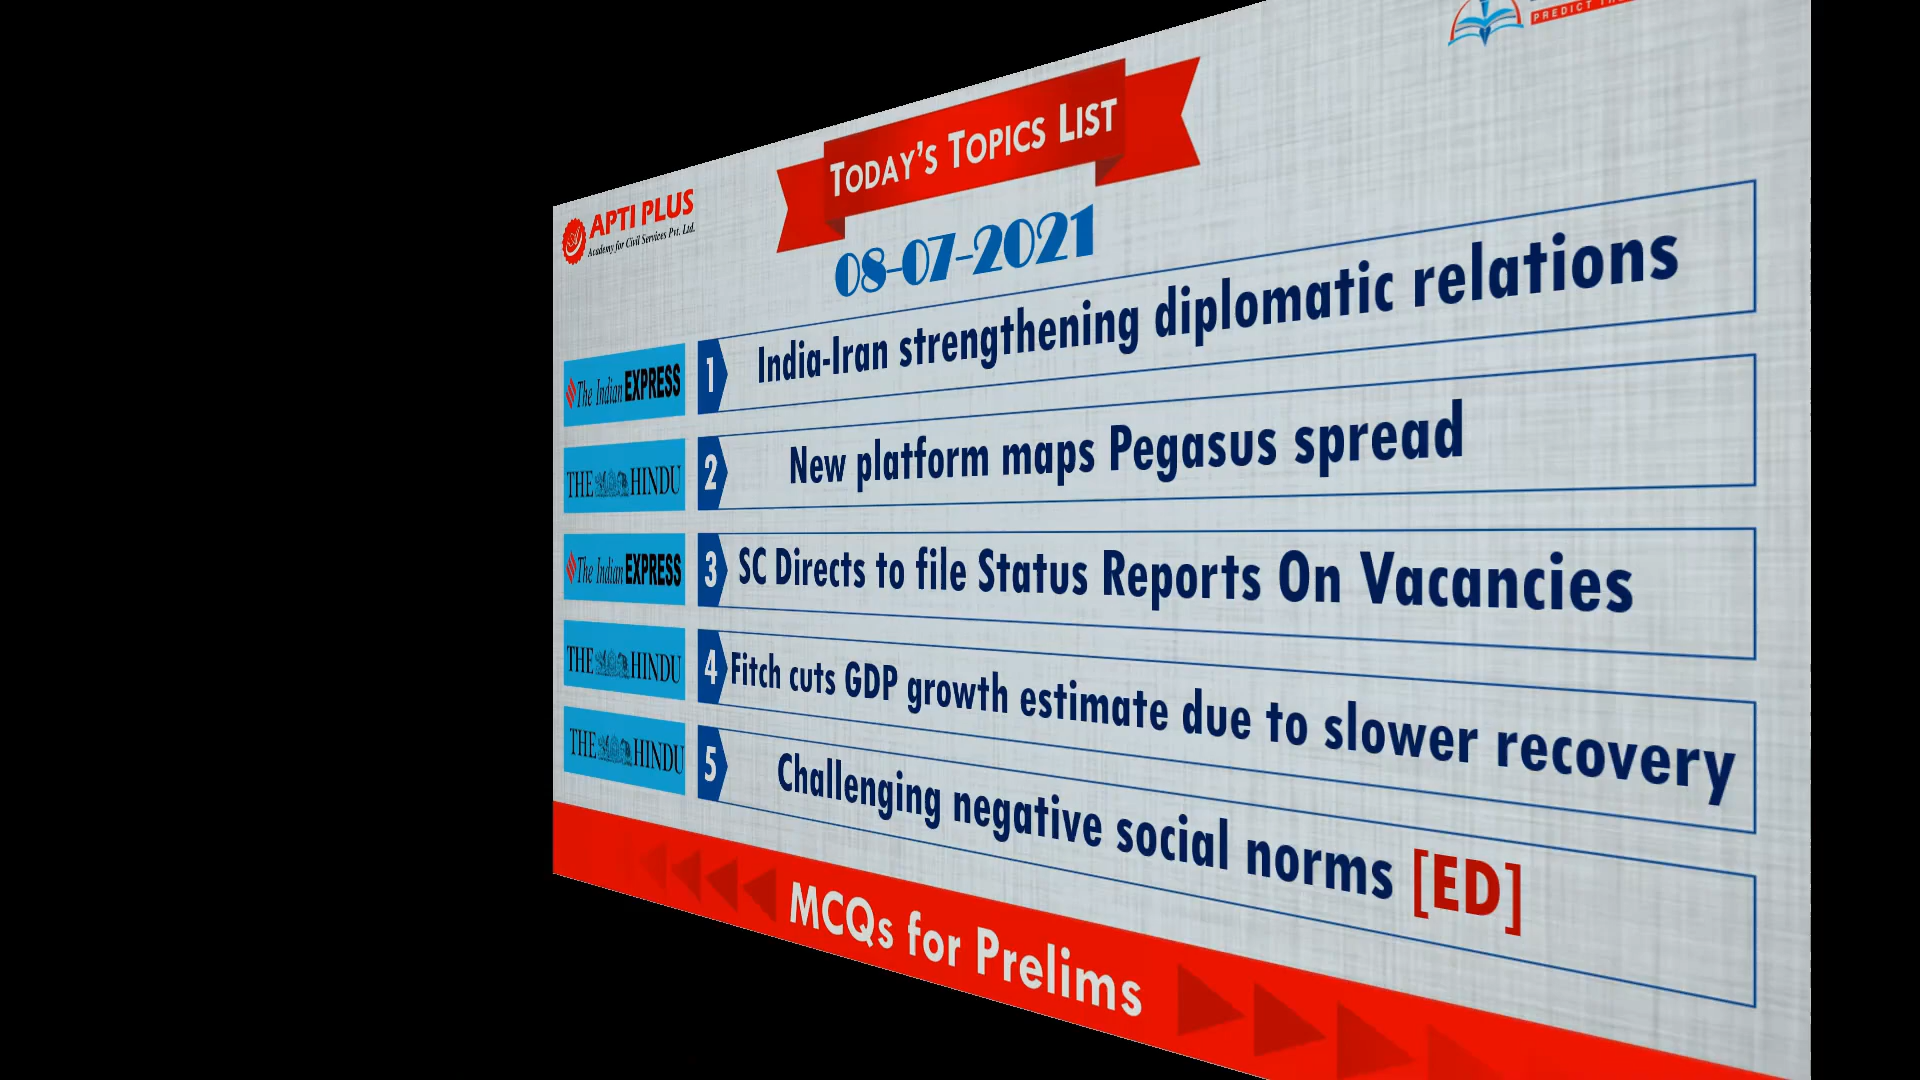 PREDICT
TODAY'S TOPICS LIST
APTI PLUS
Academy for Civil Services Pvt. Ltd.
08-07-2021
The Indian EXPRESS
1
India-Iran strengthening diplomatic relations
THE HINDU
2
New platform maps Pegasus spread
The Indian EXPRESS
3
SC Directs to file Status Reports On Vacancies
THE HINDU
4
Fitch cuts GDP growth estimate due to slower recovery
THE HINDU
5
Challenging negative social norms [ED]
MCQs for Prelims